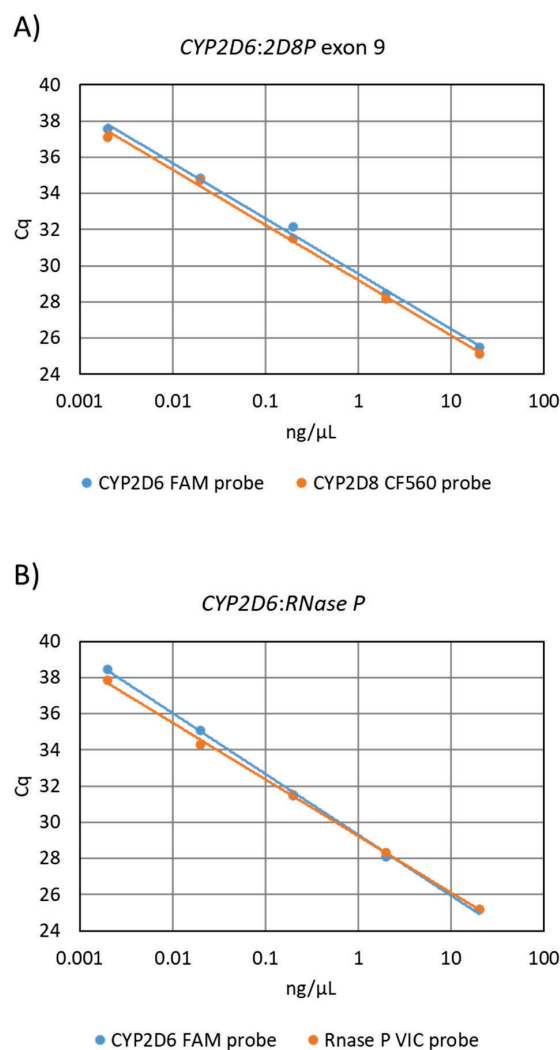 A)
CYP2D6:2D8P exon 9
40
38
36
34
32
30
28
26
24
Cq
0.001 0.01 0.1 1 10 100
ng/µL
CYP2D6 FAM probe CYP2D8 CF560 probe
B)
CYP2D6:RNase P
40
38
36
34
32
30
28
26
24
Cq
0.001 0.01 0.1 1 10 100
ng/µL
CYP2D6 FAM probe Rnase P VIC probe